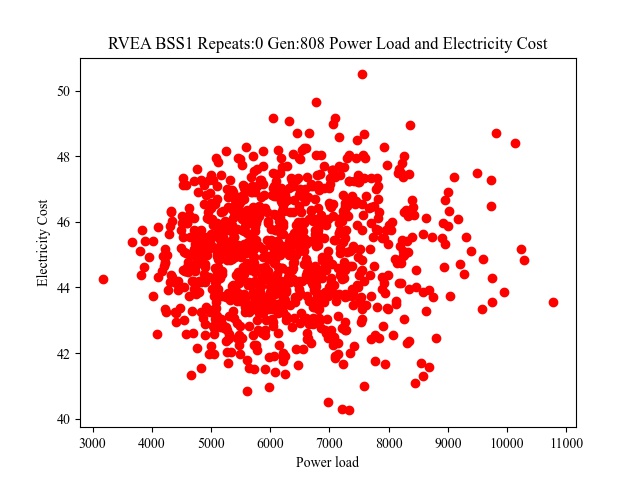 RVEA BSS1 Repeats:0 Gen:808 Power Load and Electricity Cost
50
48
46
44
42
40
Electricity Cost
3000 4000 5000 6000 7000 8000 9000 10000 11000
Power load